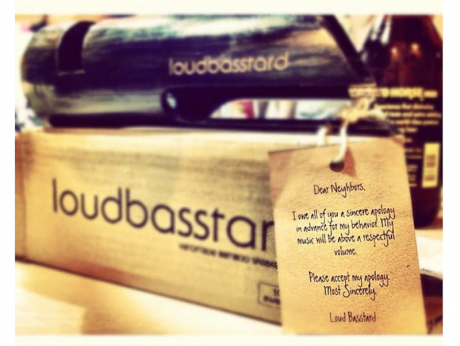 loudbasstard
loudbasstar
Dear Neighbors,
I owe all of you a sincere apology
in advance for my behavior. My
music will be above a respectful
volume.
Please accept my apology.
Most Sincerely,
Loud Basstard